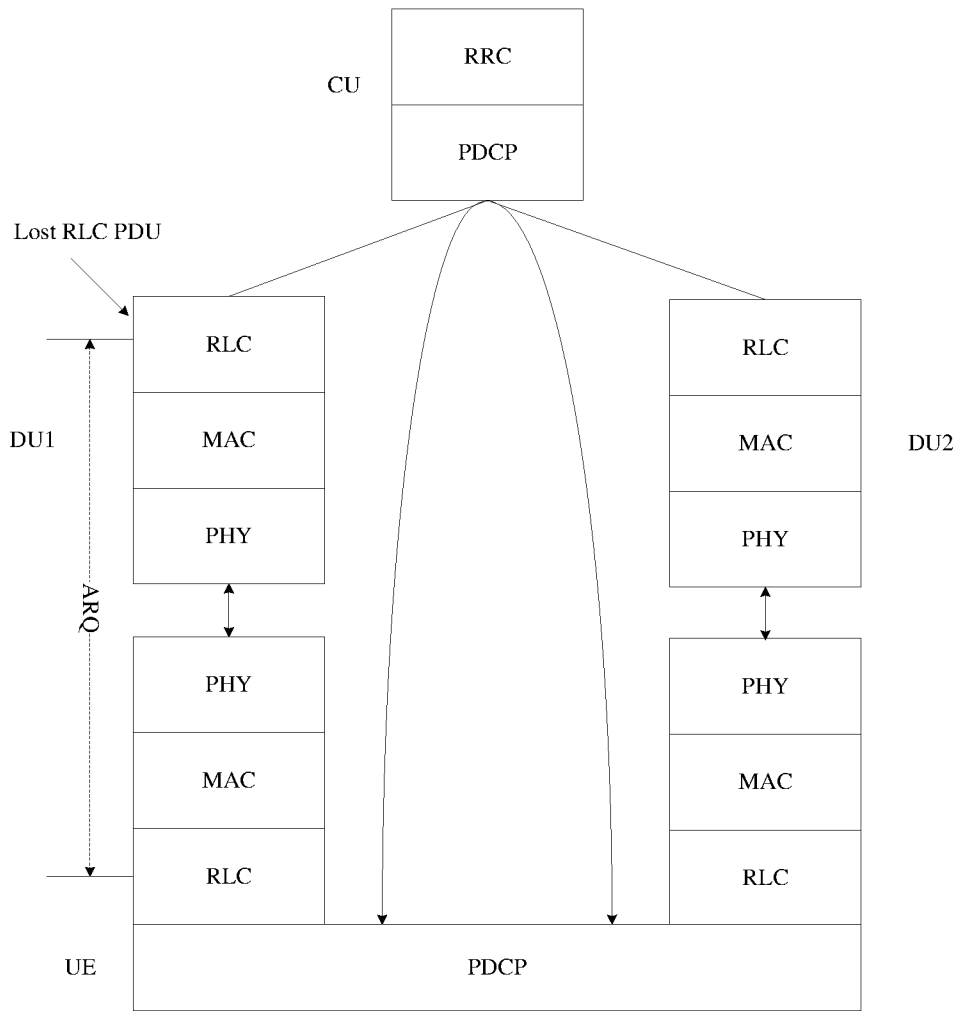 RRC
CU
PDCP
Lost RLC PDU
RLC
RLC
DU1
MAC
MAC
DU2
PHY
PHY
ARQ
PHY
PHY
MAC
MAC
RLC
RLC
UE
PDCP